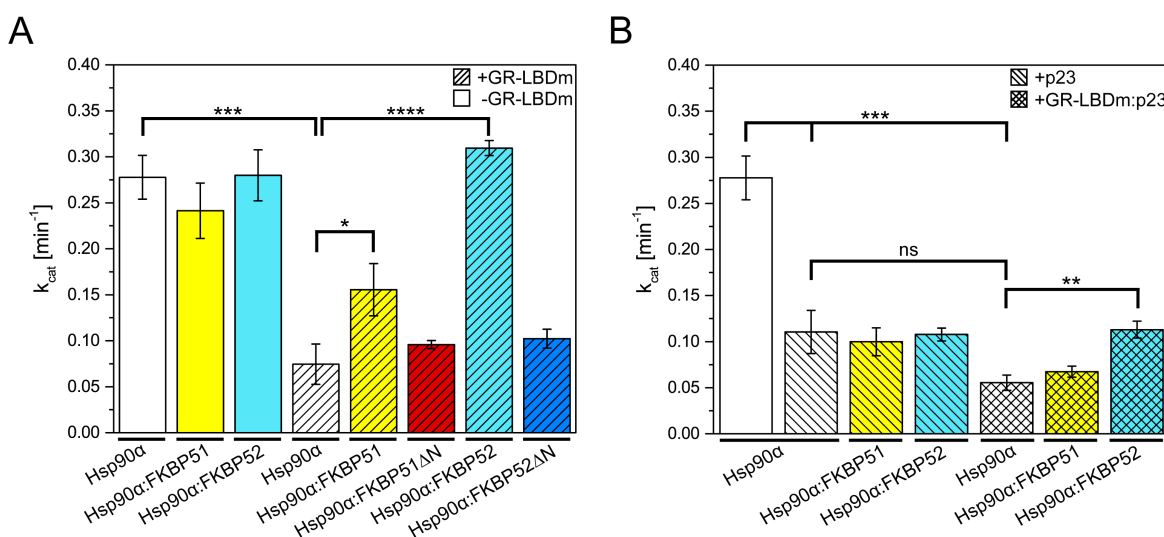 A
0.40
0.35
0.30
0.25
0.20
0.15
0.10
0.05
0.00
k_cat [min⁻¹]
+GR-LBDm
-GR-LBDm
***
****
*
Hsp90α
Hsp90α:FKBP51
Hsp90α:FKBP52
Hsp90α
Hsp90α:FKBP51
Hsp90α:FKBP51ΔN
Hsp90α:FKBP52
Hsp90α:FKBP52ΔN
B
0.40
0.35
0.30
0.25
0.20
0.15
0.10
0.05
0.00
k_cat [min⁻¹]
+p23
+GR-LBDm:p23
***
ns
**
Hsp90α
Hsp90α:FKBP51
Hsp90α:FKBP52
Hsp90α
Hsp90α:FKBP51
Hsp90α:FKBP52